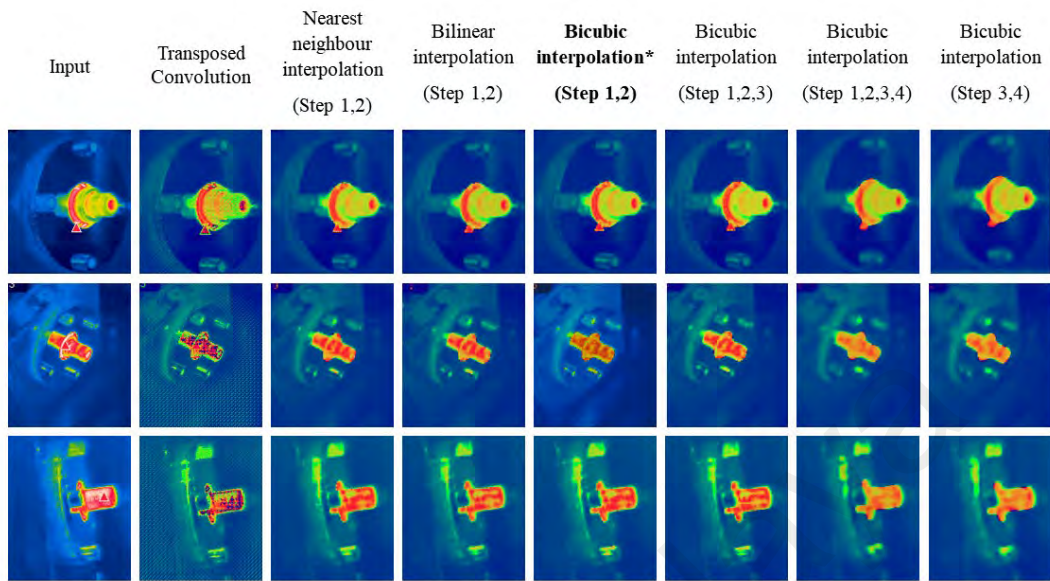 Input
Transposed
Convolution
Nearest
neighbour
interpolation
(Step 1,2)
Bilinear
interpolation
(Step 1,2)
Bicubic
interpolation*
(Step 1,2)
Bicubic
interpolation
(Step 1,2,3)
Bicubic
interpolation
(Step 1,2,3,4)
Bicubic
interpolation
(Step 3,4)